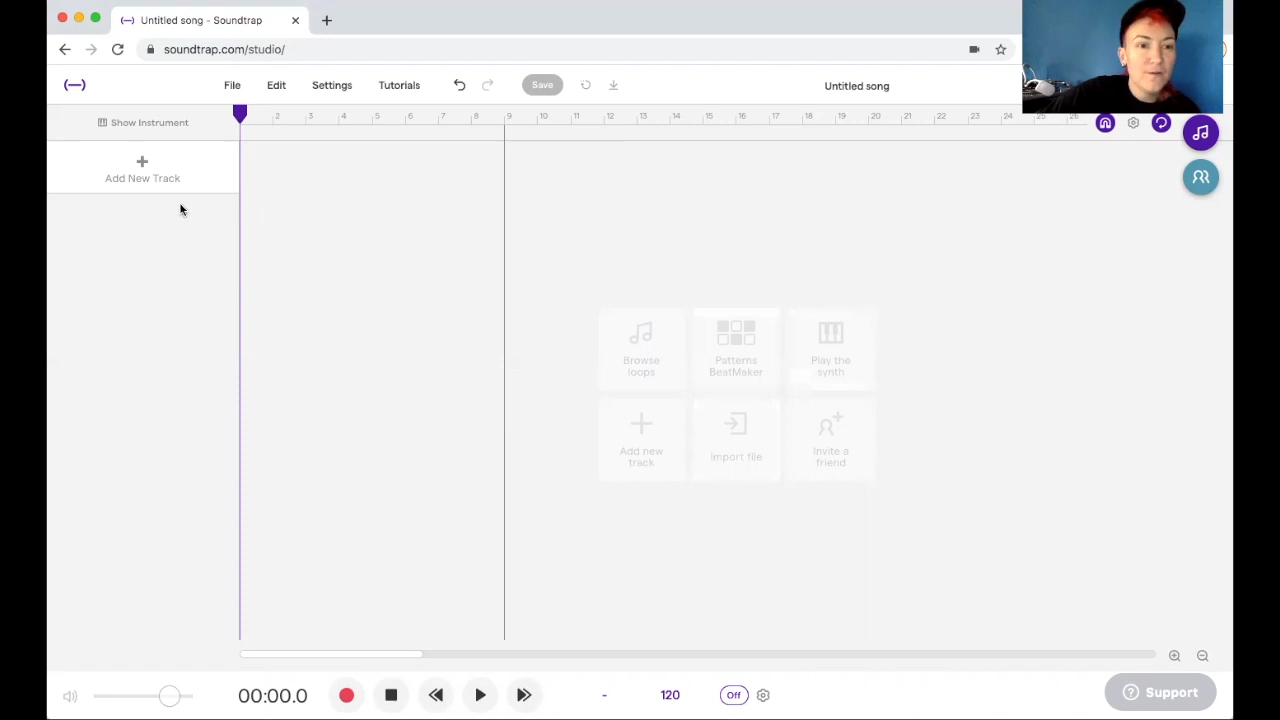 Untitled song - Soundtrap
soundtrap.com/studio/
File Edit Settings Tutorials Save Untitled song
Show Instrument
2 3 4 5 6 7 8 9 10 11 12 13 14 15 16 17 18 19 20 21 22 23 24 25 26
Add New Track
Browse loops
Patterns BeatMaker
Play the synth
Add new track
Import file
Invite a friend
00:00.0 - 120 Off
Support